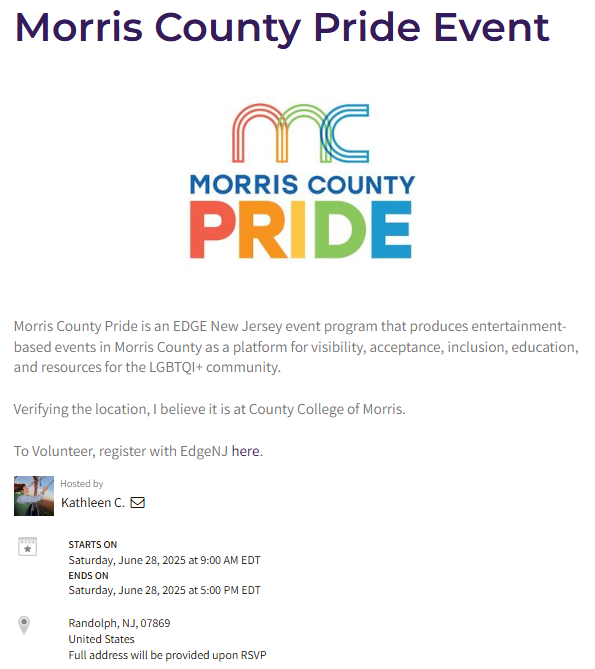 Morris County Pride Event
mc
MORRIS COUNTY
PRIDE
Morris County Pride is an EDGE New Jersey event program that produces entertainment-
based events in Morris County as a platform for visibility, acceptance, inclusion, education,
and resources for the LGBTQI+ community.
Verifying the location, I believe it is at County College of Morris.
To Volunteer, register with EdgeNJ here.
Hosted by
Kathleen C.
STARTS ON
Saturday, June 28, 2025 at 9:00 AM EDT
ENDS ON
Saturday, June 28, 2025 at 5:00 PM EDT
Randolph, NJ, 07869
United States
Full address will be provided upon RSVP